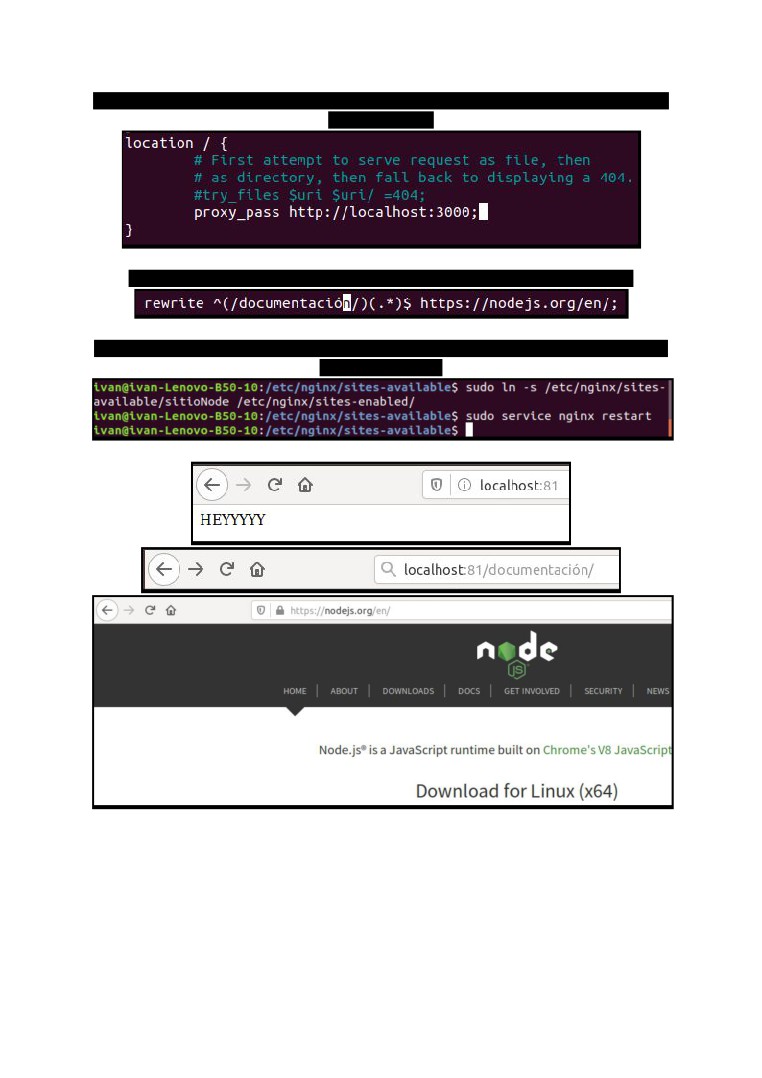 location / {
# First attempt to serve request as file, then
# as directory, then fall back to displaying a 404.
#try_files $uri $uri/ =404;
proxy_pass http://localhost:3000;
}
rewrite ^(/documentación/)(.*)$ https://nodejs.org/en/;
ivan@ivan-Lenovo-B50-10:/etc/nginx/sites-available$ sudo ln -s /etc/nginx/sites-
available/sitioNode /etc/nginx/sites-enabled/
ivan@ivan-Lenovo-B50-10:/etc/nginx/sites-available$ sudo service nginx restart
ivan@ivan-Lenovo-B50-10:/etc/nginx/sites-available$
localhost:81
HEYYYYY
localhost:81/documentación/
https://nodejs.org/en/
node
JS
HOME | ABOUT | DOWNLOADS | DOCS | GET INVOLVED | SECURITY | NEWS
Node.js® is a JavaScript runtime built on Chrome's V8 JavaScript
Download for Linux (x64)